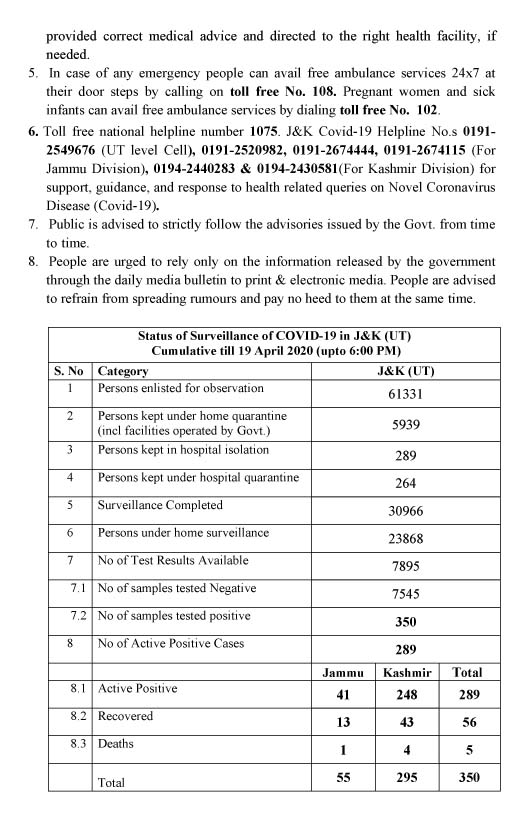 provided correct medical advice and directed to the right health facility, if
needed.
5. In case of any emergency people can avail free ambulance services 24x7 at
their door steps by calling on toll free No. 108. Pregnant women and sick
infants can avail free ambulance services by dialing toll free No. 102.
6. Toll free national helpline number 1075. J&K Covid-19 Helpline No.s 0191-
2549676 (UT level Cell), 0191-2520982, 0191-2674444, 0191-2674115 (For
Jammu Division), 0194-2440283 & 0194-2430581(For Kashmir Division) for
support, guidance, and response to health related queries on Novel Coronavirus
Disease (Covid-19).
7. Public is advised to strictly follow the advisories issued by the Govt. from time
to time.
8. People are urged to rely only on the information released by the government
through the daily media bulletin to print & electronic media. People are advised
to refrain from spreading rumours and pay no heed to them at the same time.
Status of Surveillance of COVID-19 in J&K (UT)
Cumulative till 19 April 2020 (upto 6:00 PM)
S. No Category J&K (UT)
1 Persons enlisted for observation 61331
2 Persons kept under home quarantine
(incl facilities operated by Govt.) 5939
3 Persons kept in hospital isolation 289
4 Persons kept under hospital quarantine 264
5 Surveillance Completed 30966
6 Persons under home surveillance 23868
7 No of Test Results Available 7895
7.1 No of samples tested Negative 7545
7.2 No of samples tested positive 350
8 No of Active Positive Cases 289
Jammu Kashmir Total
8.1 Active Positive 41 248 289
8.2 Recovered 13 43 56
8.3 Deaths 1 4 5
Total 55 295 350